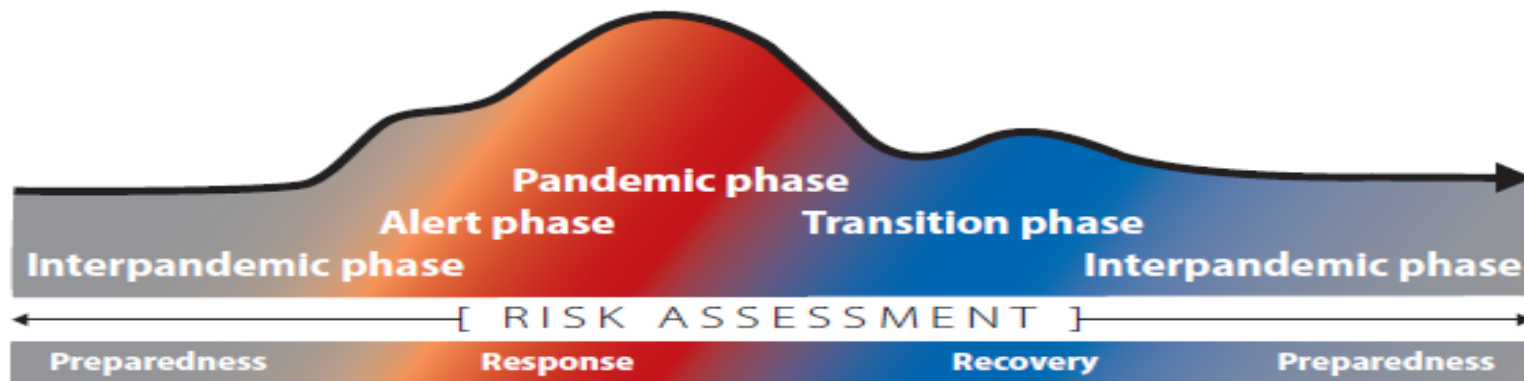 Pandemic phase
Alert phase Transition phase
Interpandemic phase Interpandemic phase
[ RISK ASSESSMENT ]
Preparedness Response Recovery Preparedness